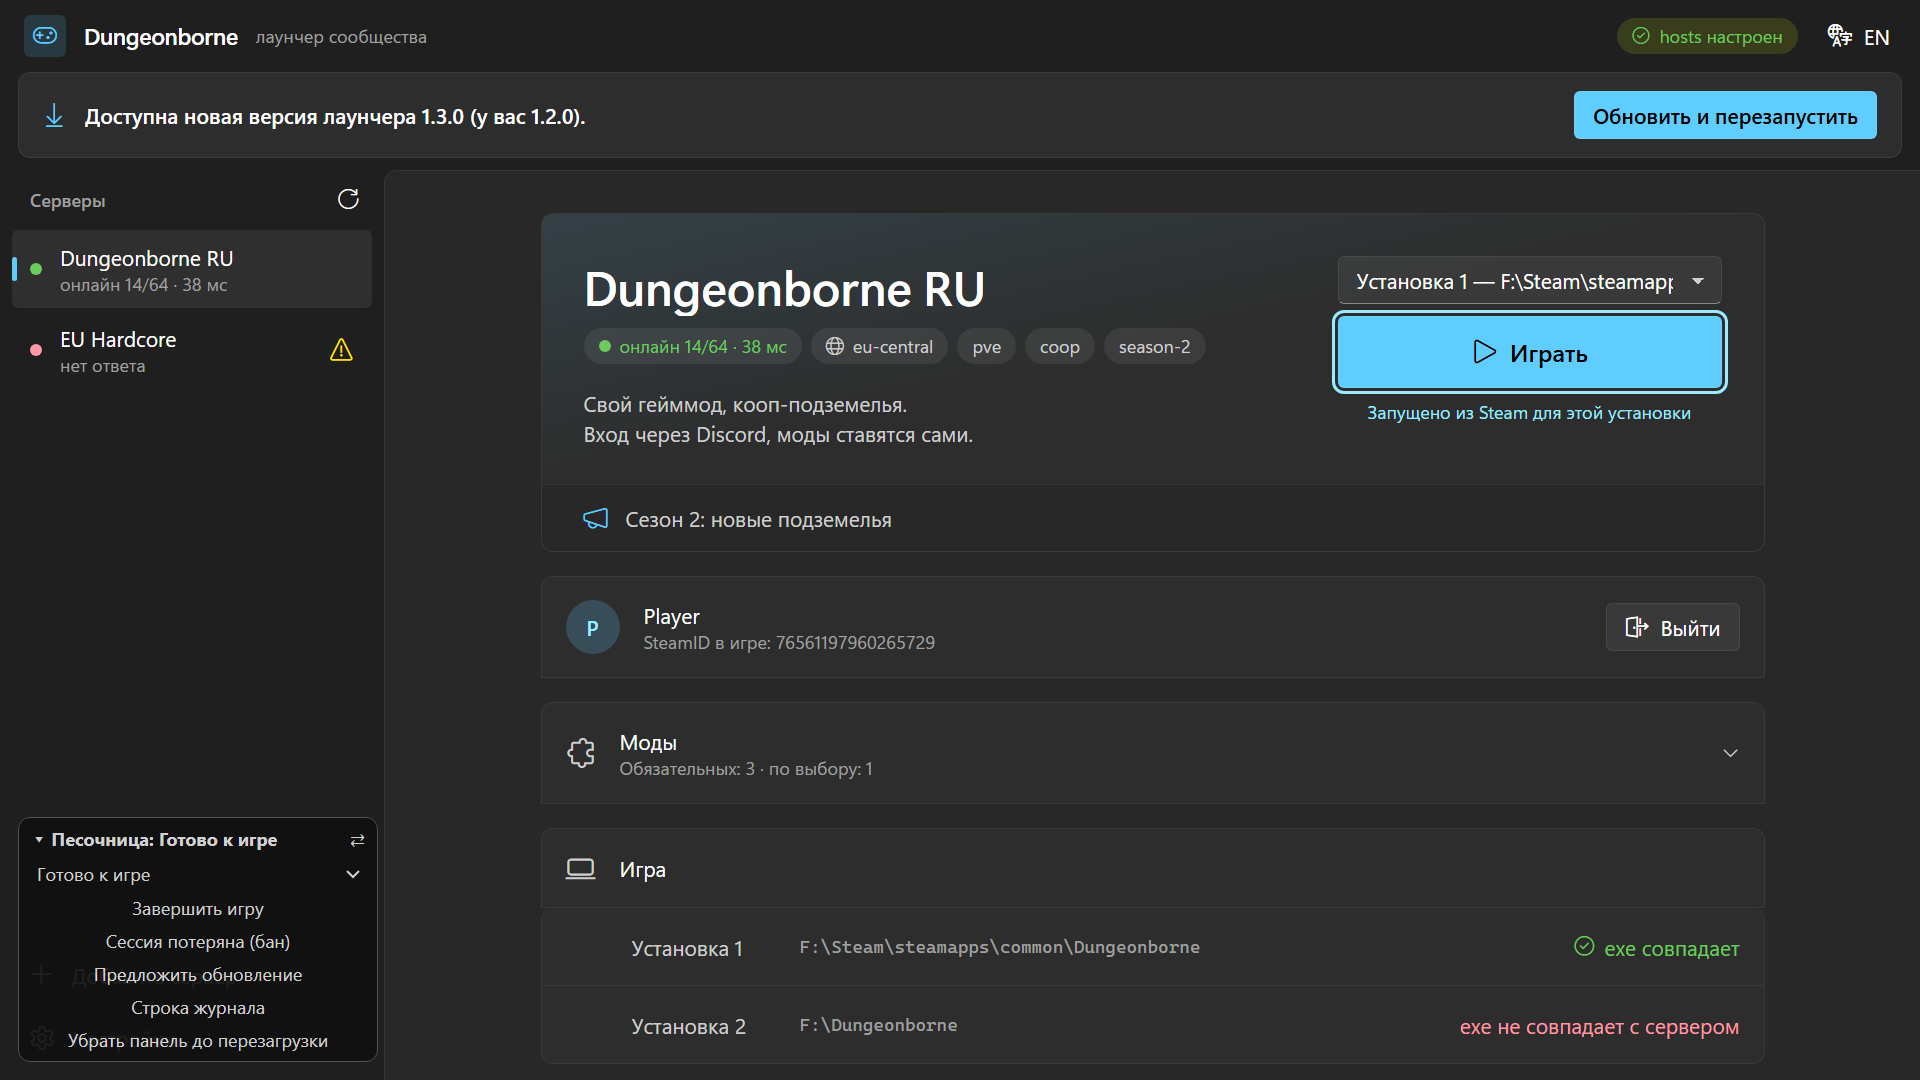 Dungeonborne лаунчер сообщества
hosts настроен
EN
Доступна новая версия лаунчера 1.3.0 (у вас 1.2.0).
Обновить и перезапустить
Серверы
Dungeonborne RU
онлайн 14/64 · 38 мс
EU Hardcore
нет ответа
Dungeonborne RU
онлайн 14/64 · 38 мс
eu-central
pve
coop
season-2
Свой гейммод, кооп-подземелья.
Вход через Discord, моды ставятся сами.
Установка 1 — F:\Steam\steamapp
Играть
Запущено из Steam для этой установки
Сезон 2: новые подземелья
P
Player
SteamID в игре: 76561197960265729
Выйти
Моды
Обязательных: 3 · по выбору: 1
Игра
Установка 1 F:\Steam\steamapps\common\Dungeonborne exe совпадает
Установка 2 F:\Dungeonborne exe не совпадает с сервером
Песочница: Готово к игре
Готово к игре
Завершить игру
Сессия потеряна (бан)
Предложить обновление
Строка журнала
Убрать панель до перезагрузки